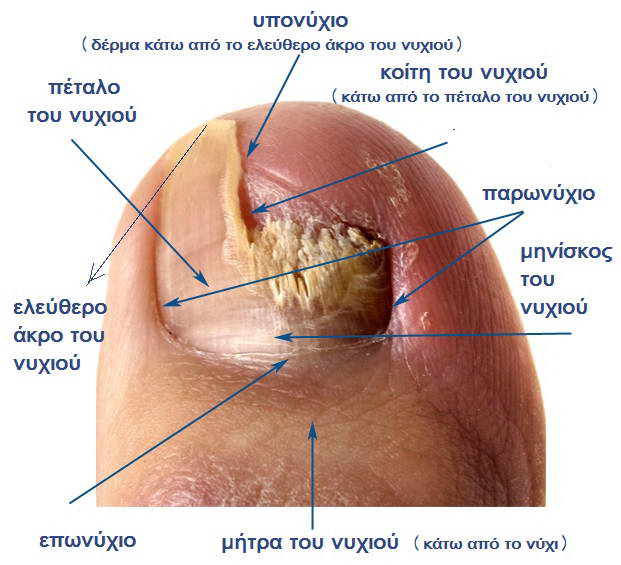 υπονύχιο
(δέρμα κάτω από το ελεύθερο άκρο του νυχιού)
κοίτη του νυχιού
(κάτω από το πέταλο του νυχιού)
πέταλο
του νυχιού
παρωνύχιο
μηνίσκος
του
νυχιού
ελεύθερο
άκρο του
νυχιού
επωνύχιο
μήτρα του νυχιού (κάτω από το νύχι)